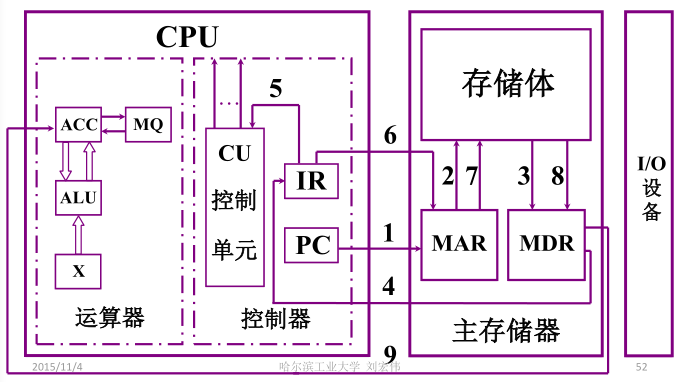 CPU
5
ACC
MQ
CU
控制
单元
IR
ALU
PC
X
运算器
控制器
6
1
4
9
存储体
2
7
3
8
MAR
MDR
主存储器
I/O
设
备
2015/11/4
哈尔滨工业大学 刘宏伟
52